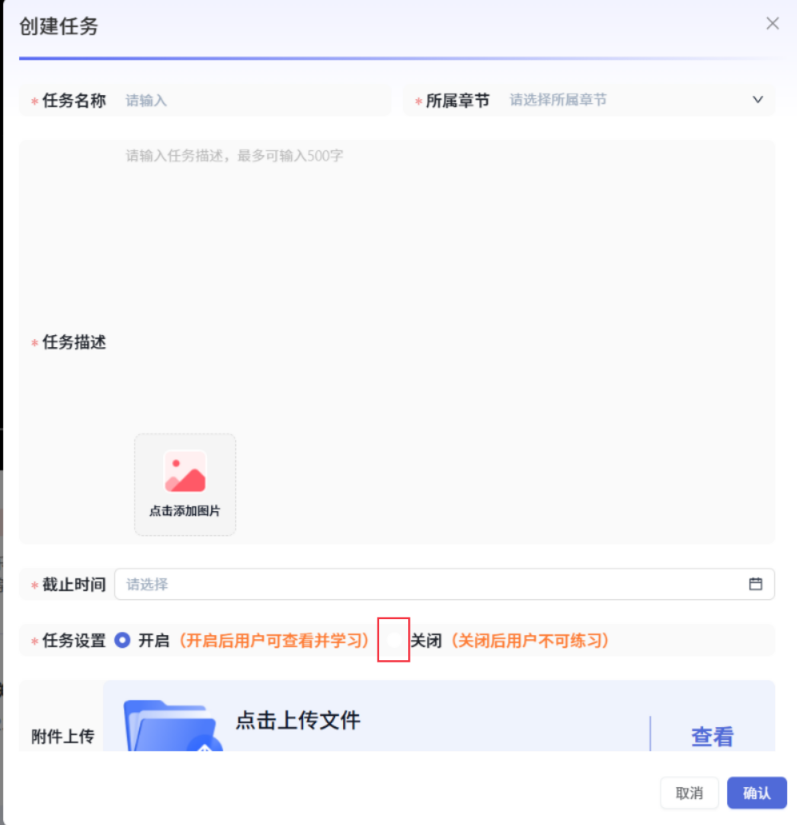 创建任务
* 任务名称 请输入 * 所属章节 请选择所属章节
请输入任务描述，最多可输入500字
* 任务描述
点击添加图片
* 截止时间 请选择
* 任务设置 开启（开启后用户可查看并学习） 关闭（关闭后用户不可练习）
点击上传文件
附件上传 查看
取消 确认